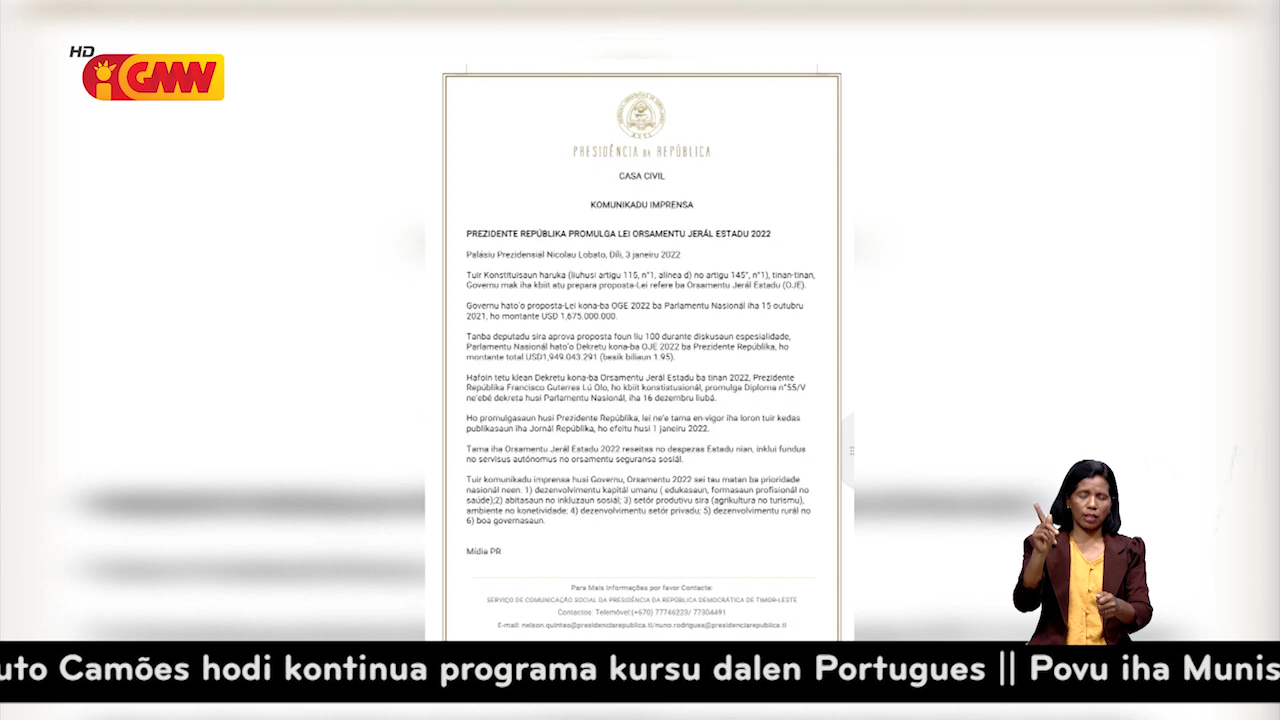 HD
GMN
PRESIDÊNCIA DA REPÚBLICA
CASA CIVIL
KOMUNIKADU IMPRENSA
PREZIDENTE REPÚBLIKA PROMULGA LEI ORSAMENTU JERÁL ESTADU 2022
Palásiu Prezidensiál Nicolau Lobato, Díli, 3 janeiru 2022
Tuir Konstituisaun haruka (liuhusi artigu 115, n°1, alinea d) no artigu 145°, n°1), tinan-tinan,
Governu mak iha kbiit atu prepara proposta-Lei refere ba Orsamentu Jerál Estadu (OJE).
Governu hato'o proposta-Lei kona-ba OGE 2022 ba Parlamentu Nasionál iha 15 outubru
2021, ho montante USD 1,675.000.000.
Tanba deputadu sira aprova proposta foun liu 100 durante diskusaun espesialidade,
Parlamentu Nasionál hato'o Dekretu kona-ba OJE 2022 ba Prezidente Repúblika, ho
montante total USD1,949.043.291 (besik biliaun 1.95).
Hafoin tetu klean Dekretu kona-ba Orsamentu Jerál Estadu ba tinan 2022, Prezidente
Repúblika Francisco Guterres Lú Olo, ho kbiit konstiatusionál, promulga Diploma n°55/V
ne'ebé dekreta husi Parlamentu Nasionál, iha 16 dezembru liubá.
Ho promulgasaun husi Prezidente Repúblika, lei ne'e tama en-vigor iha loron tuir kedas
publikasaun iha Jornál Repúblika, ho efeitu husi 1 janeiru 2022.
Tama iha Orsamentu Jerál Estadu 2022 reseitas no despezas Estadu nian, inklui fundus
no servisus autónomus no orsamentu seguransa sosiál.
Tuir komunikadu imprensa husi Governu, Orsamentu 2022 sei tau matan ba prioridade
nasionál neen. 1) dezenvolvimentu kapitál umanu ( edukasaun, formasaun profisionál no
saúde);2) abitasaun no inkluzaun sosiál; 3) setór produtivu sira (agrikultura no turismu),
ambiente no konetividade; 4) dezenvolvimentu setór privadu; 5) dezenvolvimentu rurál no
6) boa governasaun.
Mídia PR
Para Mais Informações por favor Contacte:
SERVIÇO DE COMUNICAÇÃO SOCIAL DA PRESIDÊNCIA DA REPÚBLICA DEMOCRÁTICA DE TIMOR-LESTE
Contactos: Telemóvel:(+670) 77746223/ 77304491
E-mail: nelson.quintao@presidenciarepublica.tl/nuno.rodrigues@presidenciarepublica.tl
uto Camões hodi kontinua programa kursu dalen Portugues || Povu iha Munis